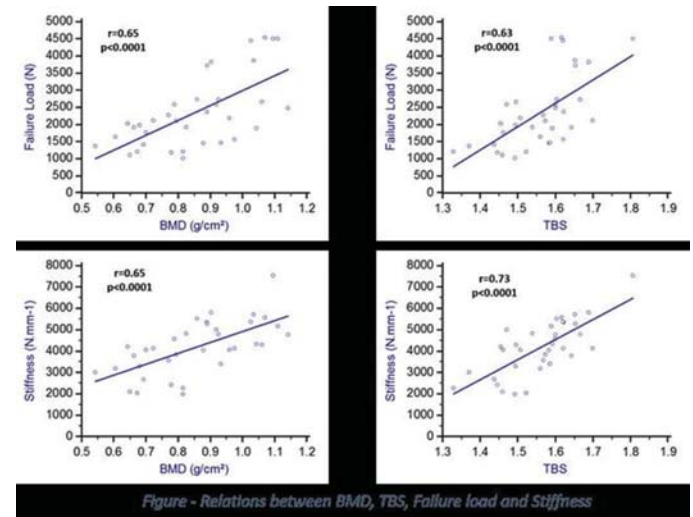 r=0.65
p<0.0001
Failure Load (N)
5000
4500
4000
3500
3000
2500
2000
1500
1000
500
0
0.5 0.6 0.7 0.8 0.9 1.0 1.1 1.2
BMD (g/cm²)
r=0.63
p<0.0001
Failure Load (N)
5000
4500
4000
3500
3000
2500
2000
1500
1000
500
0
1.3 1.4 1.5 1.6 1.7 1.8 1.9
TBS
r=0.65
p<0.0001
Stiffness (N.mm-1)
8000
7000
6000
5000
4000
3000
2000
1000
0
0.5 0.6 0.7 0.8 0.9 1.0 1.1 1.2
BMD (g/cm²)
r=0.73
p<0.0001
Stiffness (N.mm-1)
8000
7000
6000
5000
4000
3000
2000
1000
0
1.3 1.4 1.5 1.6 1.7 1.8 1.9
TBS
Figure - Relations between BMD, TBS, Failure load and Stiffness